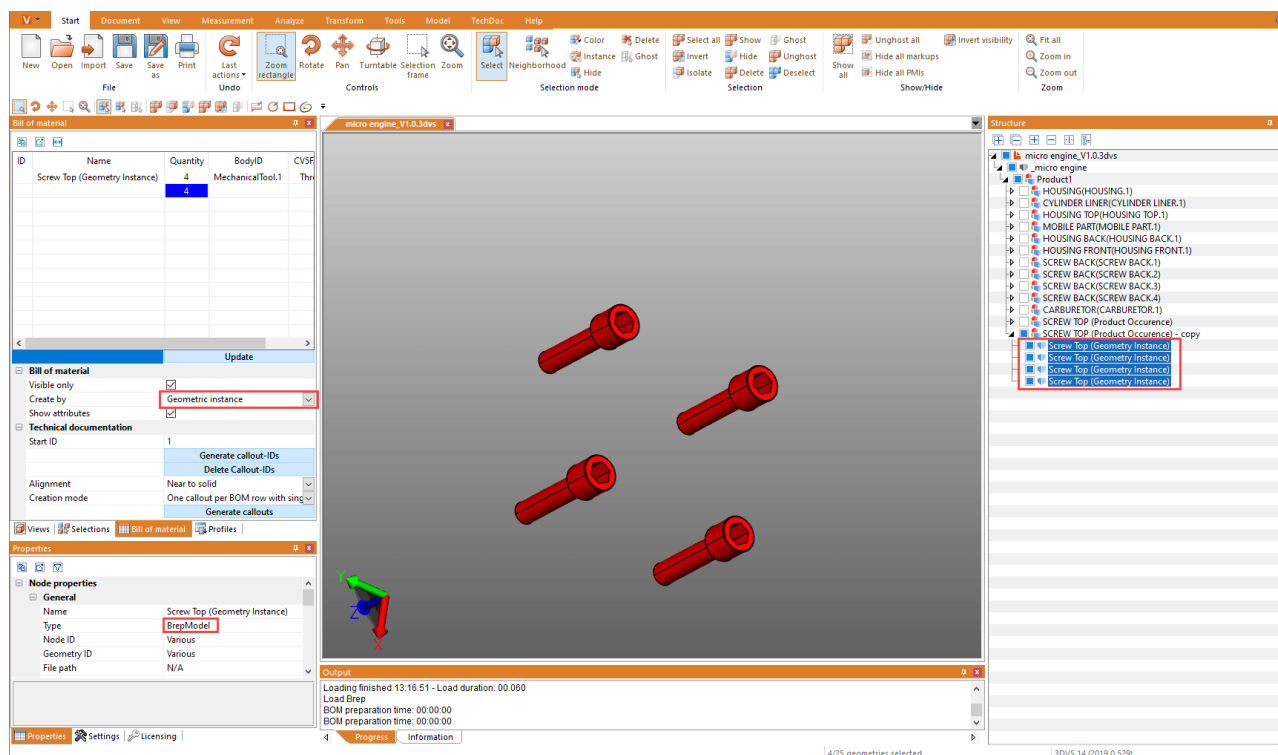 V Start Document View Measurement Analyze Transform Tools Model TechDoc Help
New Open Import Save Save as Print
File
Last actions
Undo
Zoom rectangle Rotate Pan Turntable Selection frame Zoom
Controls
Select Neighborhood
Color Delete
Instance Ghost
Hide
Selection mode
Select all Show Ghost
Invert Hide Unghost
Isolate Delete Deselect
Selection
Show all
Unghost all Invert visibility
Hide all markups
Hide all PMIs
Show/Hide
Fit all
Zoom in
Zoom out
Zoom
Bill of material
ID Name Quantity BodyID CV5F
Screw Top (Geometry Instance) 4 MechanicalTool.1 Thr
4
Update
Bill of material
Visible only
Create by Geometric instance
Show attributes
Technical documentation
Start ID 1
Generate callout-IDs
Delete Callout-IDs
Alignment Near to solid
Creation mode One callout per BOM row with sing
Generate callouts
Views Selections Bill of material Profiles
Properties
Node properties
General
Name Screw Top (Geometry Instance)
Type BrepModel
Node ID Various
Geometry ID Various
File path N/A
Properties Settings Licensing
micro engine_V1.0.3dvs
Y
Z
X
Output
Loading finished 13:16:51 - Load duration: 00.060
Load Brep
BOM preparation time: 00:00:00
BOM preparation time: 00:00:00
Progress Information
Structure
micro engine_V1.0.3dvs
_micro engine
Product1
HOUSING(HOUSING.1)
CYLINDER LINER(CYLINDER LINER.1)
HOUSING TOP(HOUSING TOP.1)
MOBILE PART(MOBILE PART.1)
HOUSING BACK(HOUSING BACK.1)
HOUSING FRONT(HOUSING FRONT.1)
SCREW BACK(SCREW BACK.1)
SCREW BACK(SCREW BACK.2)
SCREW BACK(SCREW BACK.3)
SCREW BACK(SCREW BACK.4)
CARBURETOR(CARBURETOR.1)
SCREW TOP (Product Occurence)
SCREW TOP (Product Occurence) - copy
Screw Top (Geometry Instance)
Screw Top (Geometry Instance)
Screw Top (Geometry Instance)
Screw Top (Geometry Instance)
4/25 geometries selected
3DVS 14 (2019.0.529)